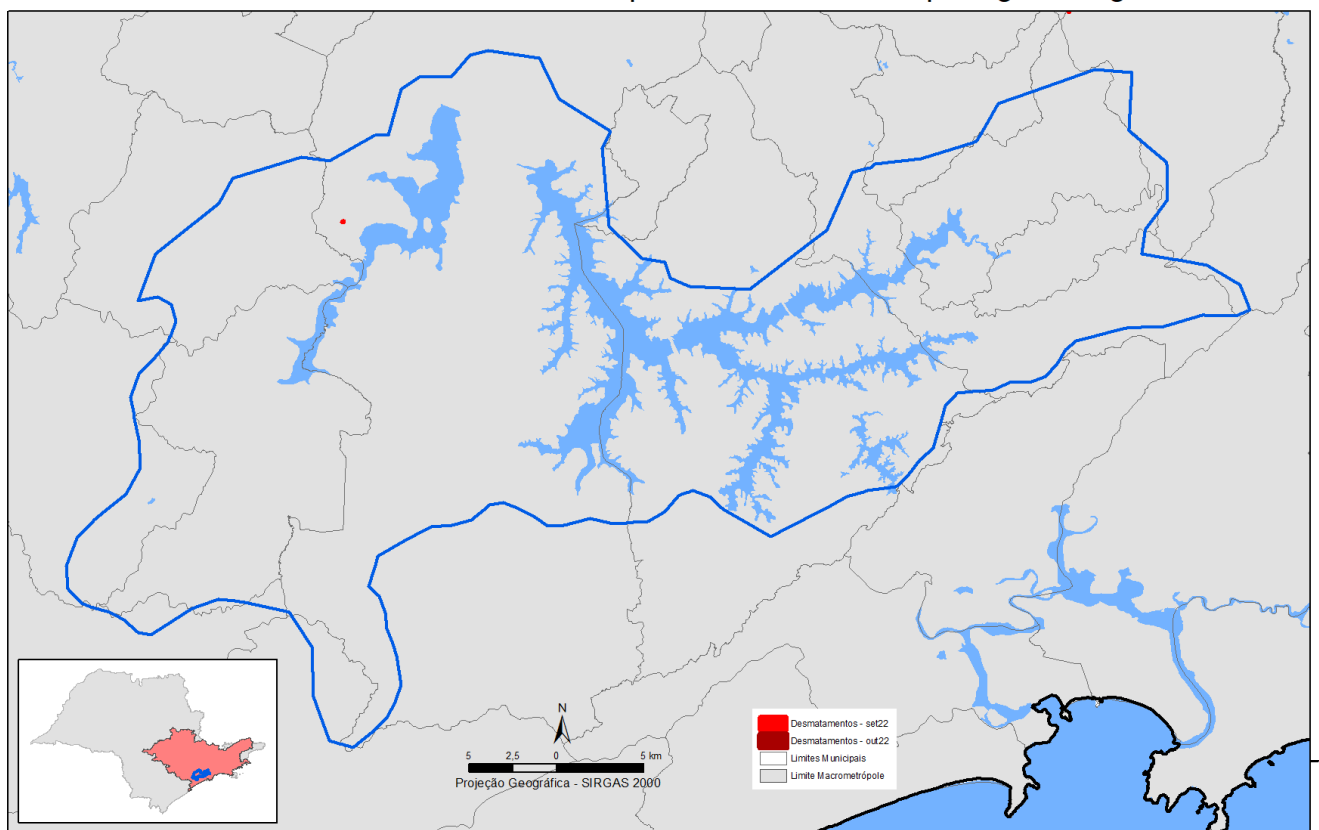 N
5 2,5 0 5 km
Projeção Geográfica - SIRGAS 2000
Desmatamentos - set22
Desmatamentos - out22
Limites Municipais
Limite Macrometrópole